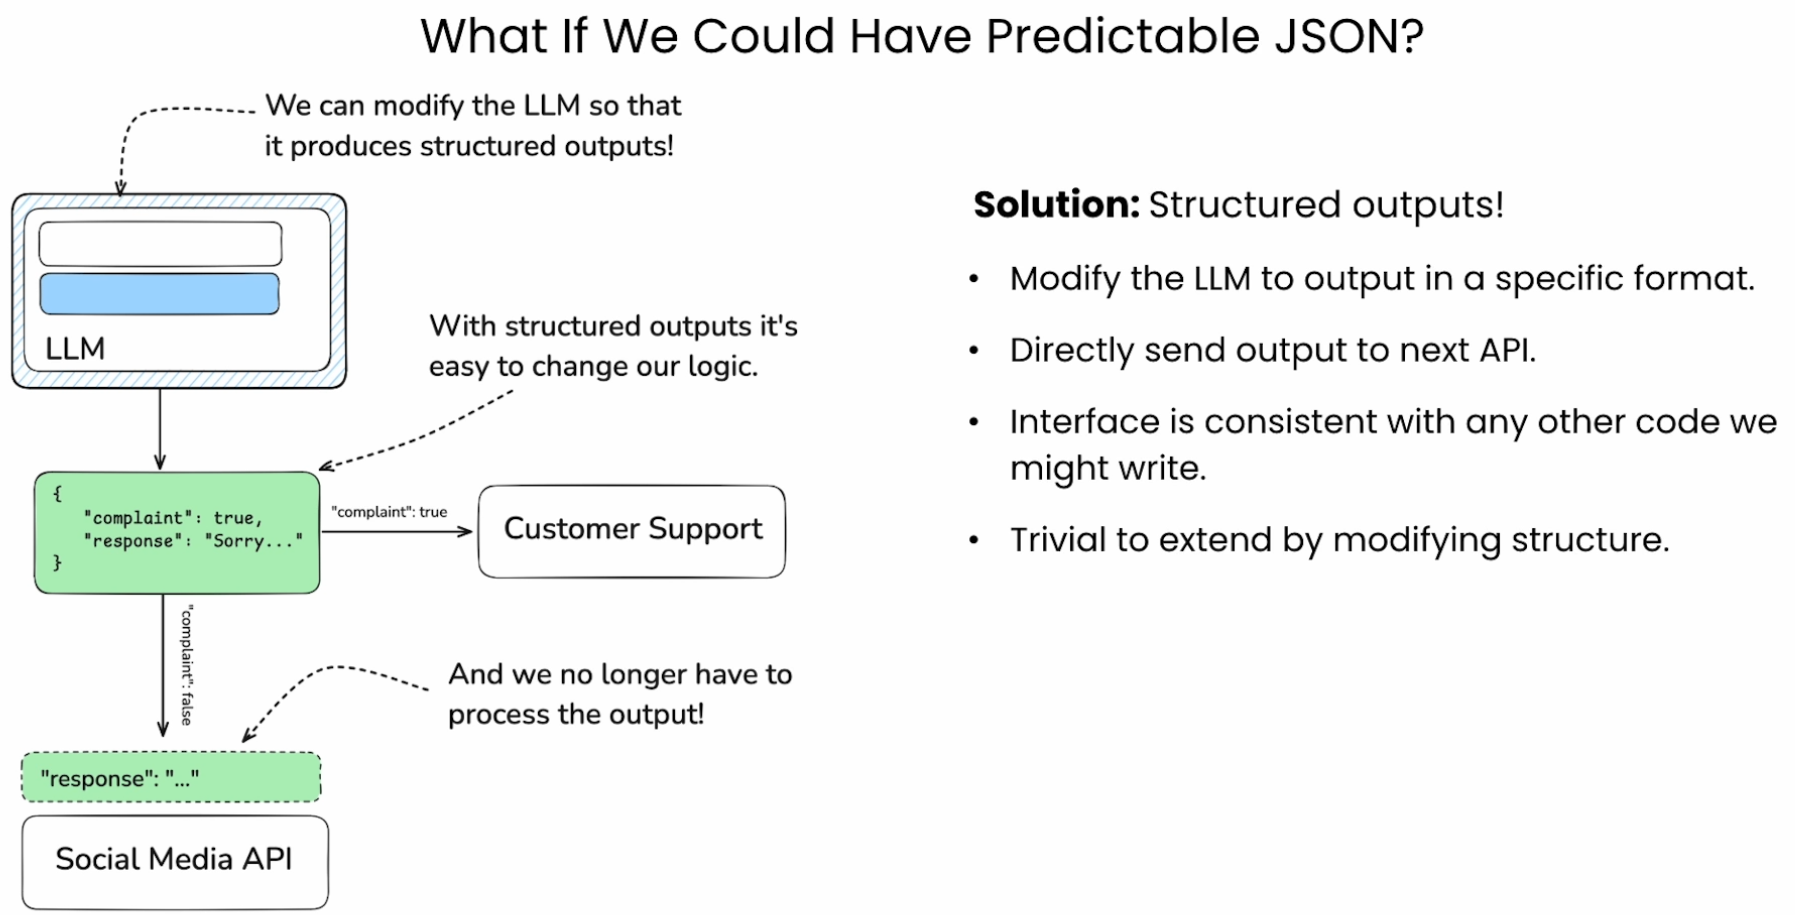 What If We Could Have Predictable JSON?
We can modify the LLM so that
it produces structured outputs!
LLM
With structured outputs it's
easy to change our logic.
{
"complaint": true,
"response": "Sorry..."
}
"complaint": true
Customer Support
"complaint": false
And we no longer have to
process the output!
"response": "..."
Social Media API
Solution: Structured outputs!
• Modify the LLM to output in a specific format.
• Directly send output to next API.
• Interface is consistent with any other code we
might write.
• Trivial to extend by modifying structure.